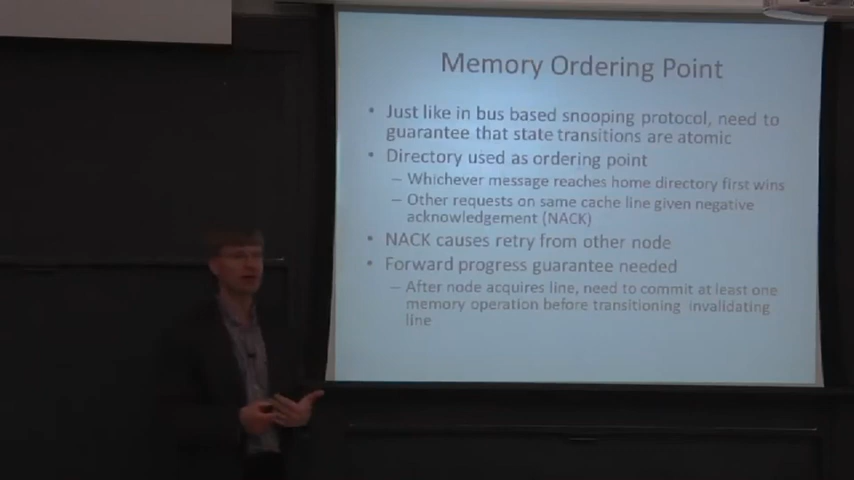 Memory Ordering Point
• Just like in bus based snooping protocol, need to
guarantee that state transitions are atomic
• Directory used as ordering point
– Whichever message reaches home directory first wins
– Other requests on same cache line given negative
acknowledgement (NACK)
• NACK causes retry from other node
• Forward progress guarantee needed
– After node acquires line, need to commit at least one
memory operation before transitioning invalidating
line